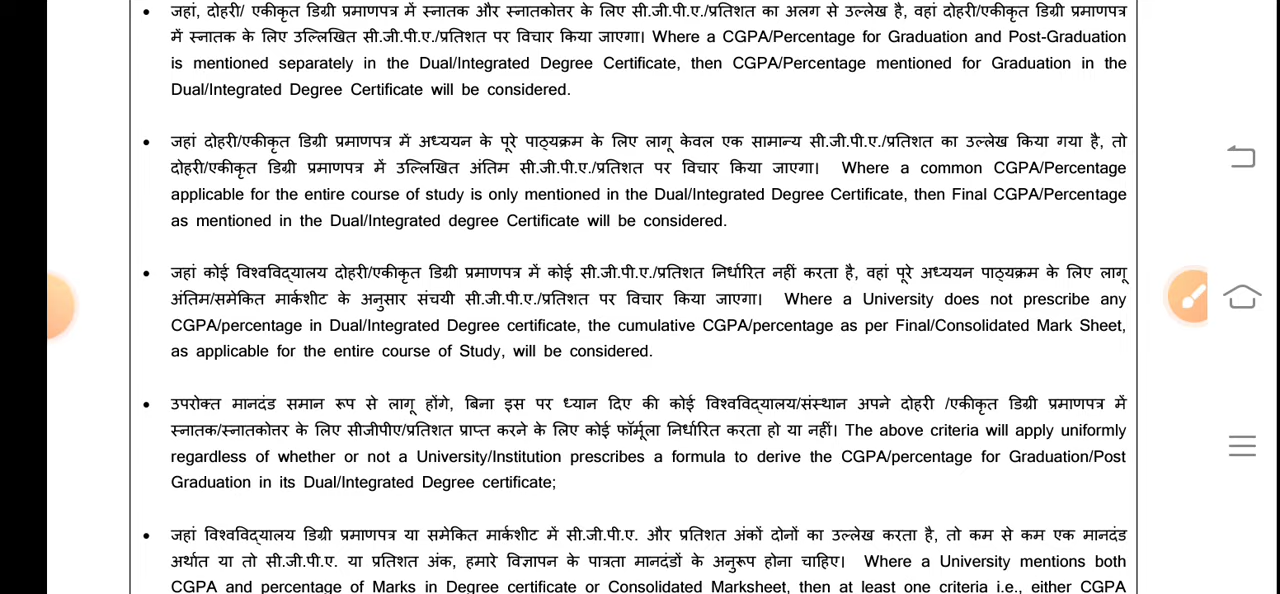 • जहां, दोहरी/ एकीकृत डिग्री प्रमाणपत्र में स्नातक और स्नातकोत्तर के लिए सी.जी.पी.ए./प्रतिशत का अलग से उल्लेख है, वहां दोहरी/एकीकृत डिग्री प्रमाणपत्र
में स्नातक के लिए उल्लिखित सी.जी.पी.ए./प्रतिशत पर विचार किया जाएगा। Where a CGPA/Percentage for Graduation and Post-Graduation
is mentioned separately in the Dual/Integrated Degree Certificate, then CGPA/Percentage mentioned for Graduation in the
Dual/Integrated Degree Certificate will be considered.
• जहां दोहरी/एकीकृत डिग्री प्रमाणपत्र में अध्ययन के पूरे पाठ्यक्रम के लिए लागू केवल एक सामान्य सी.जी.पी.ए./प्रतिशत का उल्लेख किया गया है, तो
दोहरी/एकीकृत डिग्री प्रमाणपत्र में उल्लिखित अंतिम सी.जी.पी.ए./प्रतिशत पर विचार किया जाएगा। Where a common CGPA/Percentage
applicable for the entire course of study is only mentioned in the Dual/Integrated Degree Certificate, then Final CGPA/Percentage
as mentioned in the Dual/Integrated degree Certificate will be considered.
• जहां कोई विश्वविद्यालय दोहरी/एकीकृत डिग्री प्रमाणपत्र में कोई सी.जी.पी.ए./प्रतिशत निर्धारित नहीं करता है, वहां पूरे अध्ययन पाठ्यक्रम के लिए लागू
अंतिम/समेकित मार्कशीट के अनुसार संचयी सी.जी.पी.ए./प्रतिशत पर विचार किया जाएगा। Where a University does not prescribe any
CGPA/percentage in Dual/Integrated Degree certificate, the cumulative CGPA/percentage as per Final/Consolidated Mark Sheet,
as applicable for the entire course of Study, will be considered.
• उपरोक्त मानदंड समान रूप से लागू होंगे, बिना इस पर ध्यान दिए की कोई विश्वविद्यालय/संस्थान अपने दोहरी /एकीकृत डिग्री प्रमाणपत्र में
स्नातक/स्नातकोत्तर के लिए सीजीपीए/प्रतिशत प्राप्त करने के लिए कोई फॉर्मूला निर्धारित करता हो या नहीं। The above criteria will apply uniformly
regardless of whether or not a University/Institution prescribes a formula to derive the CGPA/percentage for Graduation/Post
Graduation in its Dual/Integrated Degree certificate;
• जहां विश्वविद्यालय डिग्री प्रमाणपत्र या समेकित मार्कशीट में सी.जी.पी.ए. और प्रतिशत अंकों दोनों का उल्लेख करता है, तो कम से कम एक मानदंड
अर्थात या तो सी.जी.पी.ए. या प्रतिशत अंक, हमारे विज्ञापन के पात्रता मानदंडों के अनुरूप होना चाहिए। Where a University mentions both
CGPA and percentage of Marks in Degree certificate or Consolidated Marksheet, then at least one criteria i.e., either CGPA